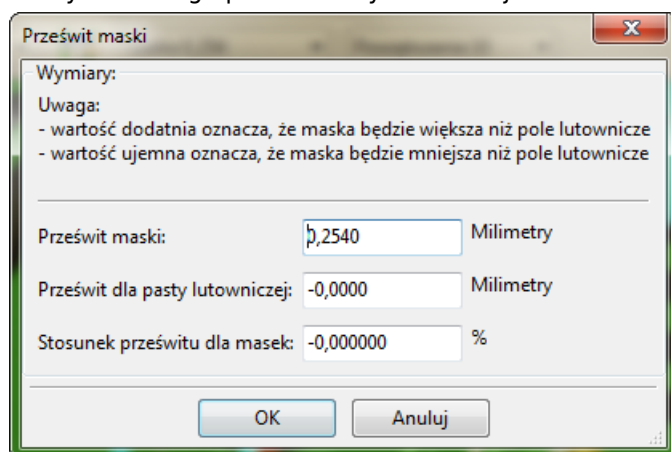 Prześwit maski
Wymiary:
Uwaga:
- wartość dodatnia oznacza, że maska będzie większa niż pole lutownicze
- wartość ujemna oznacza, że maska będzie mniejsza niż pole lutownicze
Prześwit maski: 0,2540 Milimetry
Prześwit dla pasty lutowniczej: -0,0000 Milimetry
Stosunek prześwitu dla masek: -0,000000 %
OK Anuluj